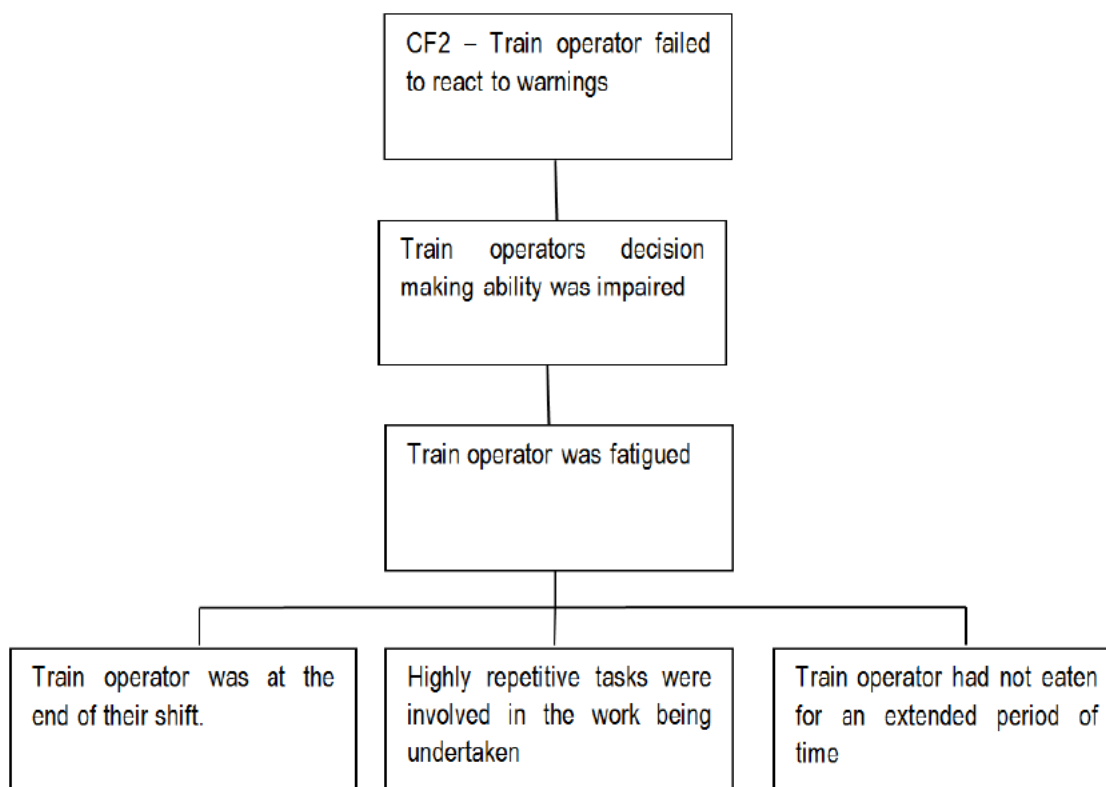 CF2 – Train operator failed
to react to warnings
Train operators decision
making ability was impaired
Train operator was fatigued
Train operator was at the
end of their shift.
Highly repetitive tasks were
involved in the work being
undertaken
Train operator had not eaten
for an extended period of
time